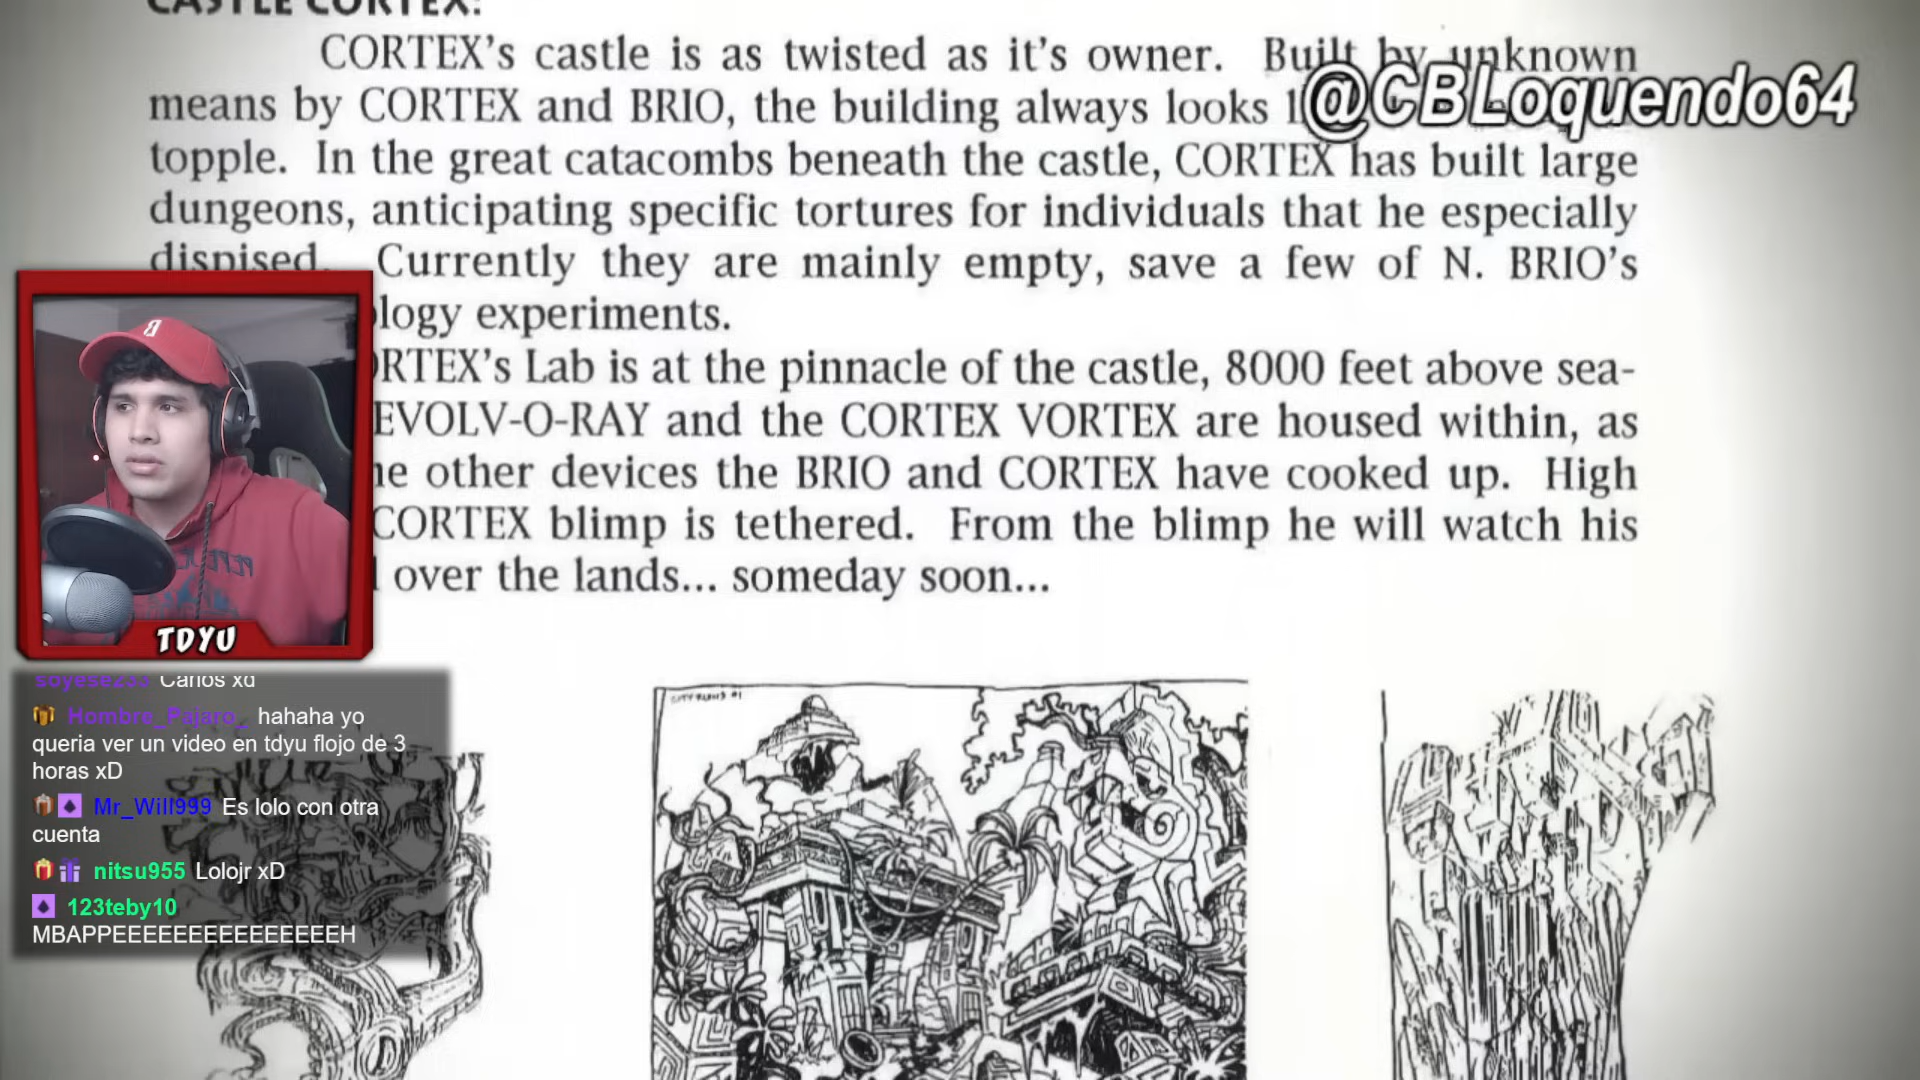 CASTLE CORTEX:
CORTEX's castle is as twisted as it's owner. Built by unknown
@CBLoquendo64
means by CORTEX and BRIO, the building always looks
topple. In the great catacombs beneath the castle, CORTEX has built large
dungeons, anticipating specific tortures for individuals that he especially
dispised. Currently they are mainly empty, save a few of N. BRIO's
logy experiments.
RTEX's Lab is at the pinnacle of the castle, 8000 feet above sea-
EVOLV-O-RAY and the CORTEX VORTEX are housed within, as
other devices the BRIO and CORTEX have cooked up. High
CORTEX blimp is tethered. From the blimp he will watch his
over the lands... someday soon...
TDYU
soyese233 Carlos xd
Hombre_Pajaro_ hahaha yo
queria ver un video en tdyu flojo de 3
horas xD
Mr_Will999 Es lolo con otra
cuenta
nitsu955 Lolojr xD
123teby10
MBAPPEEEEEEEEEEEEEEEH